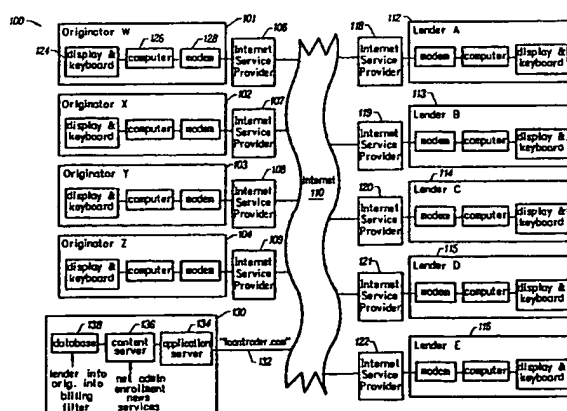 100
Originator W
101
124
display &
keyboard
126
computer
128
modem
106
Internet
Service
Provider
Originator X
102
display &
keyboard
computer
modem
107
Internet
Service
Provider
Originator Y
103
display &
keyboard
computer
modem
108
Internet
Service
Provider
Originator Z
104
display &
keyboard
computer
modem
109
Internet
Service
Provider
130
138
database
136
content
server
134
application
server
"loantrader.com"
132
lender info
orig. info
billing
filter
net admin
enrollment
news
services
Internet
110
118
Internet
Service
Provider
112
Lender A
modem
computer
display &
keyboard
119
Internet
Service
Provider
113
Lender B
modem
computer
display &
keyboard
120
Internet
Service
Provider
114
Lender C
modem
computer
display &
keyboard
121
Internet
Service
Provider
115
Lender D
modem
computer
display &
keyboard
122
Internet
Service
Provider
116
Lender E
modem
computer
display &
keyboard